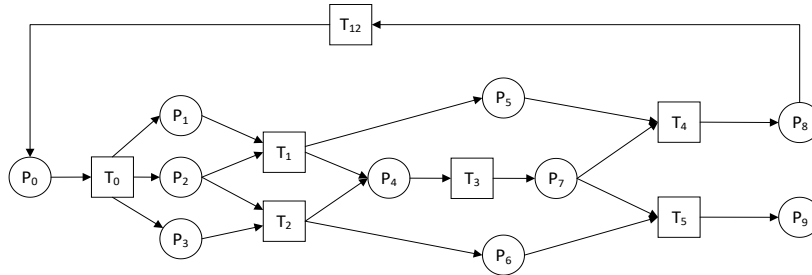 T₁₂
P₁
P₅
T₁
T₄
P₈
P₀
T₀
P₂
P₄
T₃
P₇
P₃
T₂
T₅
P₉
P₆